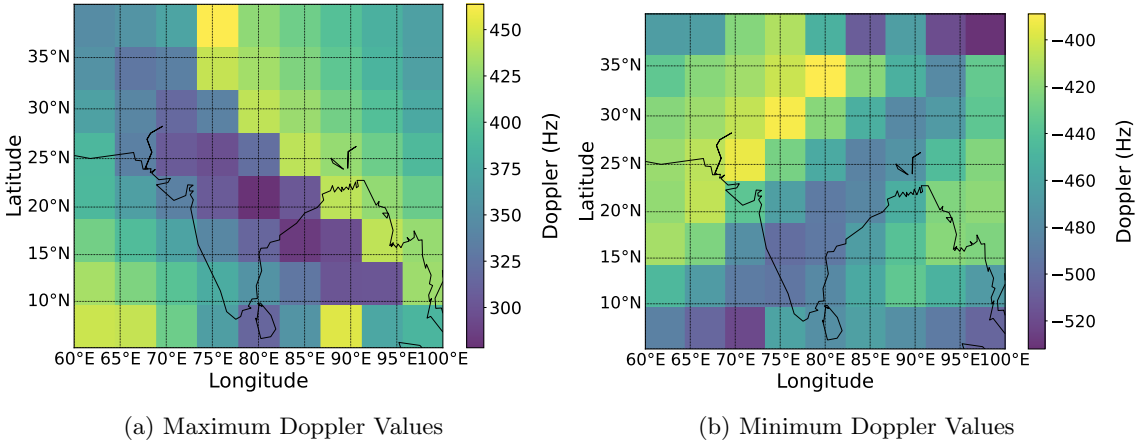 35°N
30°N
25°N
20°N
15°N
10°N
Latitude
60°E 65°E 70°E 75°E 80°E 85°E 90°E 95°E 100°E
Longitude
450
425
400
375
350
325
300
Doppler (Hz)
(a) Maximum Doppler Values
35°N
30°N
25°N
20°N
15°N
10°N
Latitude
60°E 65°E 70°E 75°E 80°E 85°E 90°E 95°E 100°E
Longitude
−400
−420
−440
−460
−480
−500
−520
Doppler (Hz)
(b) Minimum Doppler Values